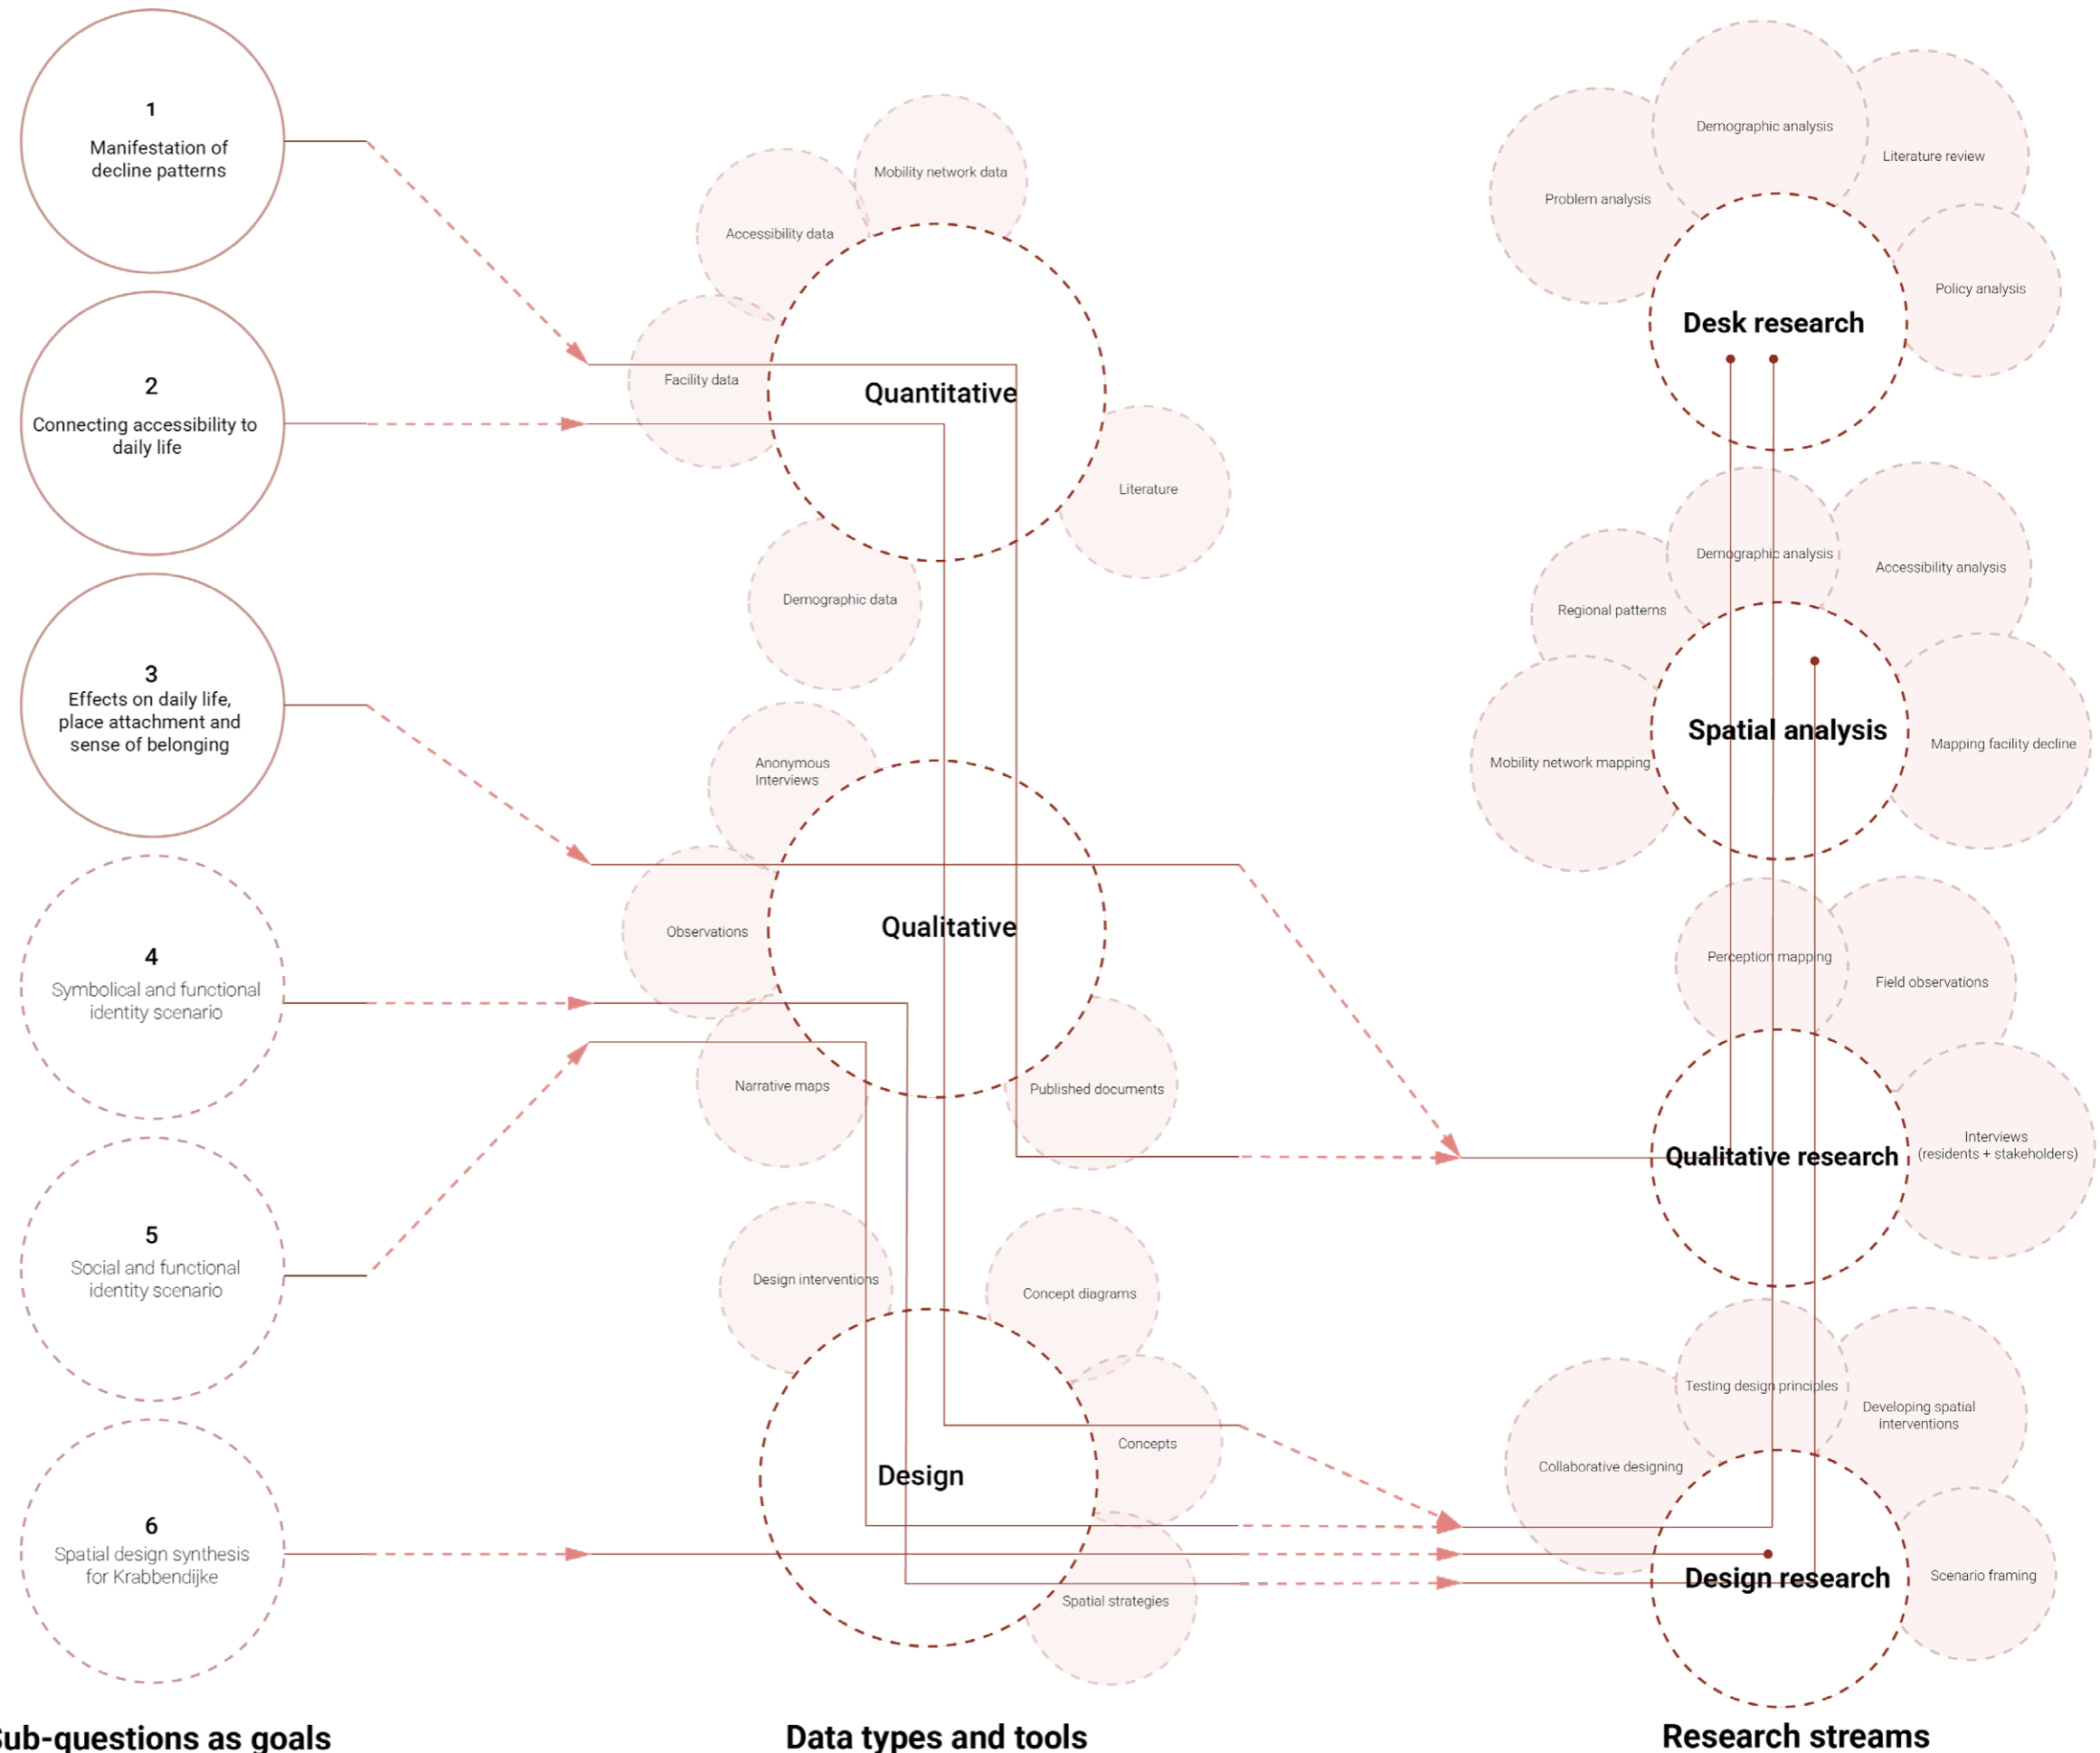 1
Manifestation of
decline patterns
2
Connecting accessibility to
daily life
3
Effects on daily life,
place attachment and
sense of belonging
4
Symbolical and functional
identity scenario
5
Social and functional
identity scenario
6
Spatial design synthesis
for Krabbendijke
Sub-questions as goals
Mobility network data
Accessibility data
Facility data
Quantitative
Literature
Demographic data
Anonymous
Interviews
Observations
Qualitative
Narrative maps
Published documents
Design interventions
Concept diagrams
Concepts
Design
Spatial strategies
Data types and tools
Demographic analysis
Literature review
Problem analysis
Policy analysis
Desk research
Demographic analysis
Accessibility analysis
Regional patterns
Spatial analysis
Mapping facility decline
Mobility network mapping
Perception mapping
Field observations
Interviews
(residents + stakeholders)
Qualitative research
Testing design principles
Developing spatial
interventions
Collaborative designing
Scenario framing
Design research
Research streams